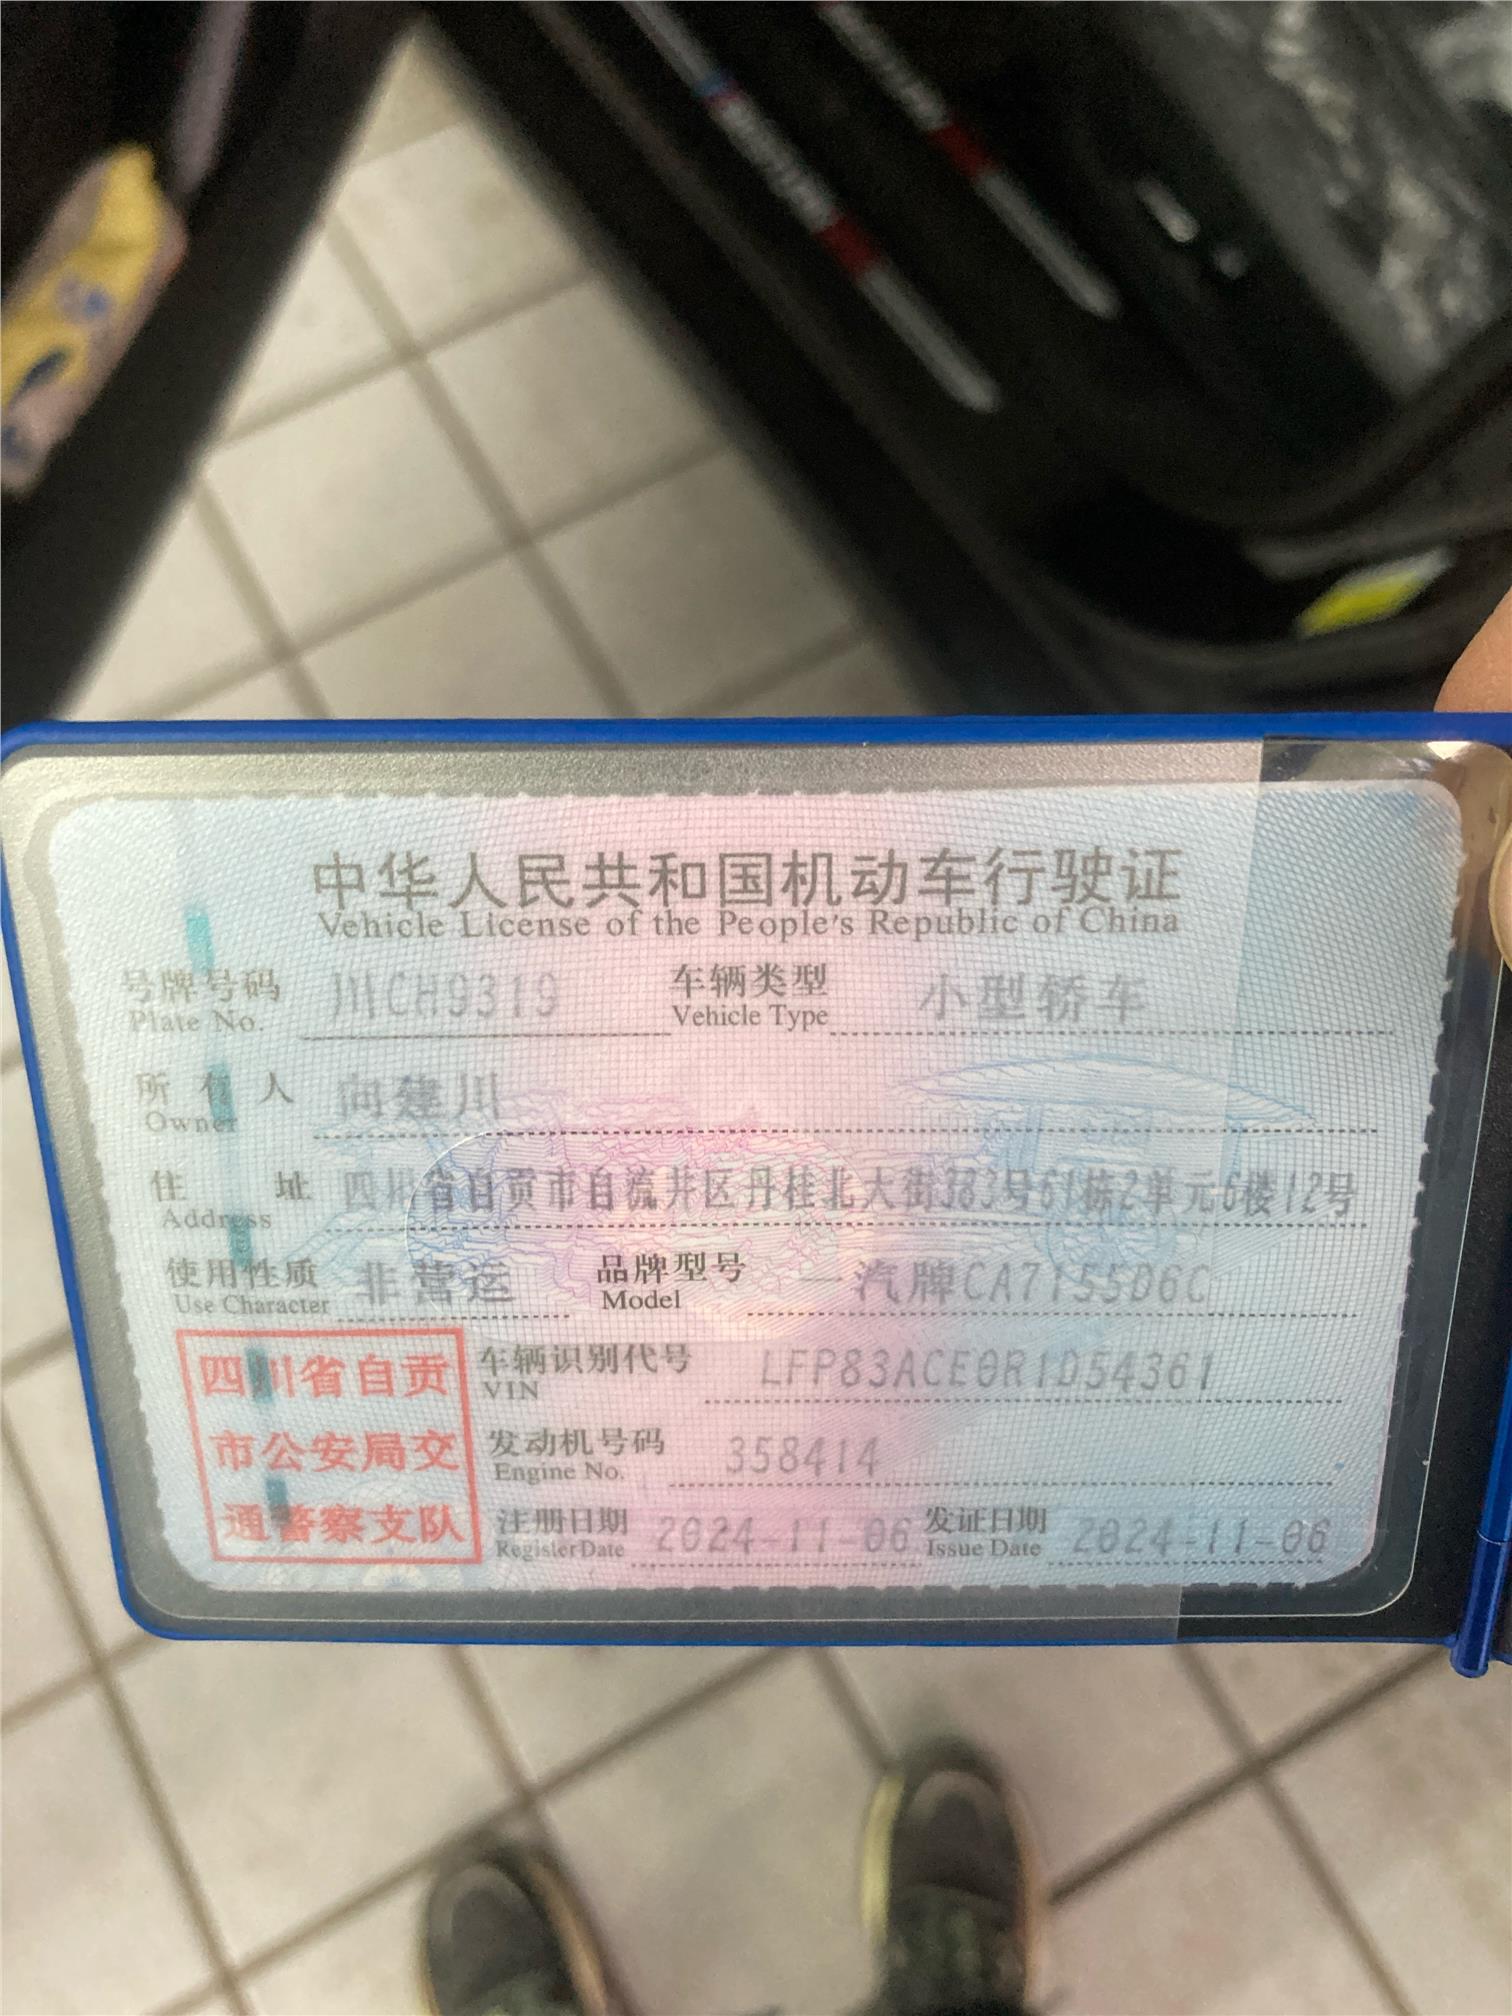 中华人民共和国机动车行驶证
Vehicle License of the People's Republic of China
号牌号码 川CH9319 车辆类型 小型轿车
Plate No. Vehicle Type
所有人 向建川
Owner
住址 四川省自贡市自流井区丹桂北大街383号61栋2单元6楼12号
Address
使用性质 非营运 品牌型号 一汽牌CA7155D6C
Use Character Model
四川省自贡
市公安局交
通警察支队
车辆识别代号 LFP83ACE0R1D54361
VIN
发动机号码 358414
Engine No.
注册日期 2024-11-06 发证日期 2024-11-06
Register Date Issue Date